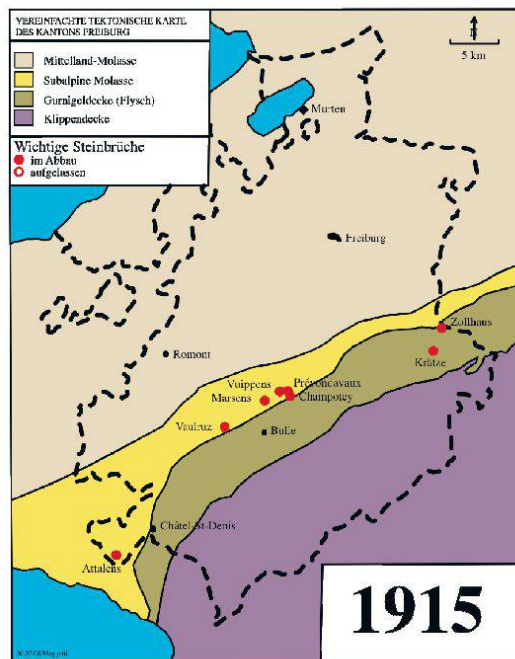 VEREINFACHTE TEKTONISCHE KARTE
DES KANTONS FREIBURG
Mittelland-Molasse
Subalpine Molasse
Gurnigeldecke (Flysch)
Klippendecke
Wichtige Steinbrüche
im Abbau
aufgelassen
N
5 km
Murten
Freiburg
Zollhaus
Romont
Krätze
Vuippens
Prévoncavaux
Marsens
Champotey
Vaulruz
Bulle
Châtel-St-Denis
Attalens
1915